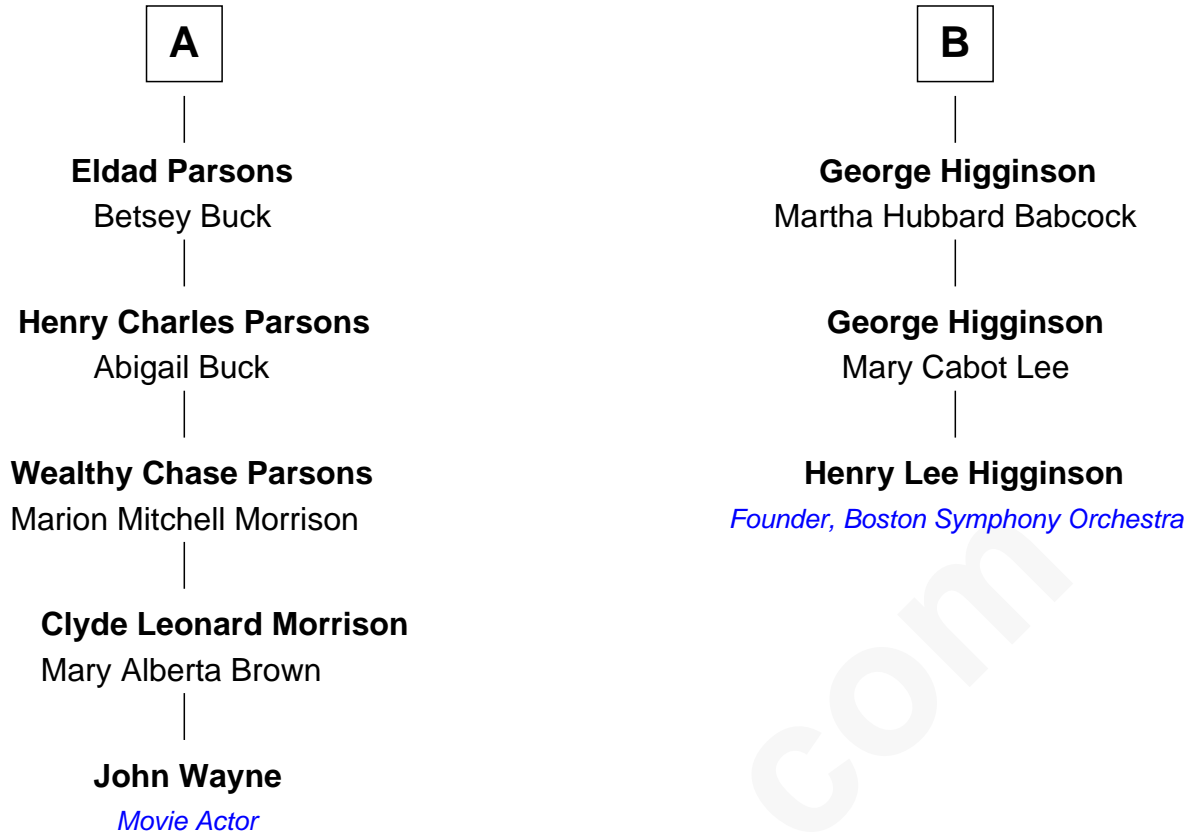 A
Eldad Parsons
Betsey Buck
Henry Charles Parsons
Abigail Buck
Wealthy Chase Parsons
Marion Mitchell Morrison
Clyde Leonard Morrison
Mary Alberta Brown
John Wayne
Movie Actor
B
George Higginson
Martha Hubbard Babcock
George Higginson
Mary Cabot Lee
Henry Lee Higginson
Founder, Boston Symphony Orchestra
com